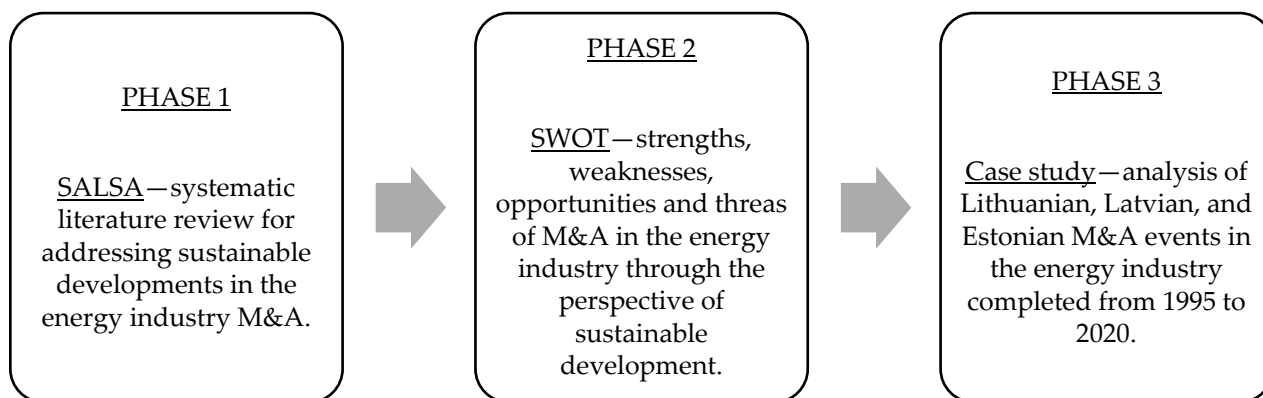 PHASE 1
SALSA—systematic
literature review for
addressing sustainable
developments in the
energy industry M&A.
PHASE 2
SWOT—strengths,
weaknesses,
opportunities and threas
of M&A in the energy
industry through the
perspective of
sustainable
development.
PHASE 3
Case study—analysis of
Lithuanian, Latvian, and
Estonian M&A events in
the energy industry
completed from 1995 to
2020.